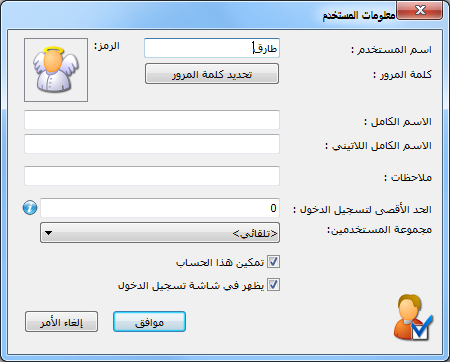 معلومات المستخدم
اسم المستخدم : طارق الرمز:
كلمة المرور : تحديد كلمة المرور
الاسم الكامل :
الاسم الكامل اللاتيني :
ملاحظات :
الحد الأقصى لتسجيل الدخول : 0
مجموعة المستخدمين: <تلقائي>
تمكين هذا الحساب
يظهر في شاشة تسجيل الدخول
موافق إلغاء الأمر